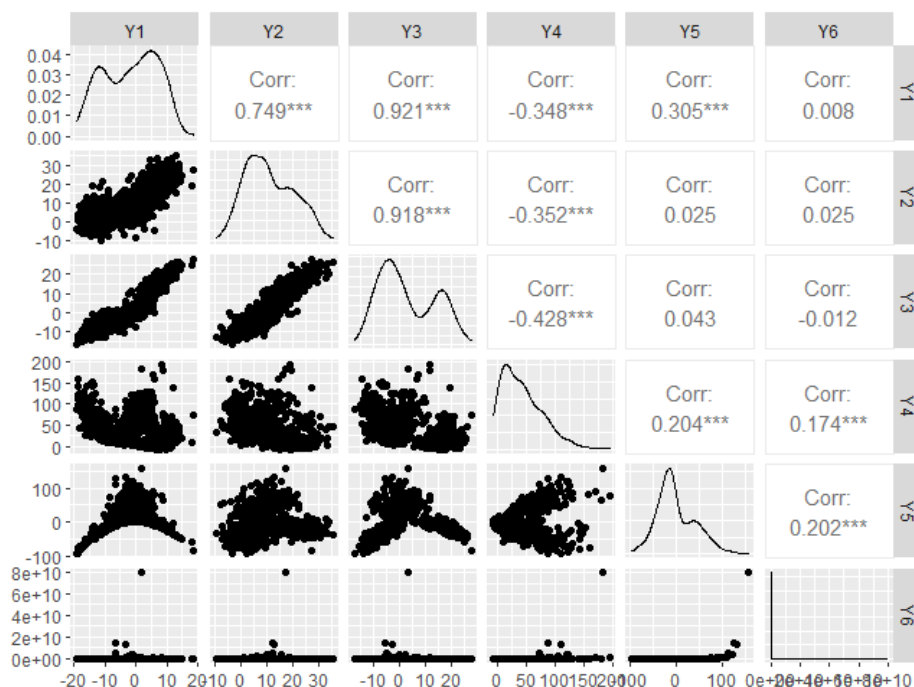 Y1 Y2 Y3 Y4 Y5 Y6
0.04
0.03
0.02
0.01
0.00
Corr:
0.749***
Corr:
0.921***
Corr:
-0.348***
Corr:
0.305***
Corr:
0.008
Y1
30
20
10
0
-10
Corr:
0.918***
Corr:
-0.352***
Corr:
0.025
Corr:
0.025
Y2
20
10
0
-10
Corr:
-0.428***
Corr:
0.043
Corr:
-0.012
Y3
200
150
100
50
0
Corr:
0.204***
Corr:
0.174***
Y4
100
0
-100
Corr:
0.202***
Y5
8e+10
6e+10
4e+10
2e+10
0e+00
Y6
-20 -10 0 10 20 -10 0 10 20 30 -10 0 10 20 0 50 100 150 200 -100 0 100